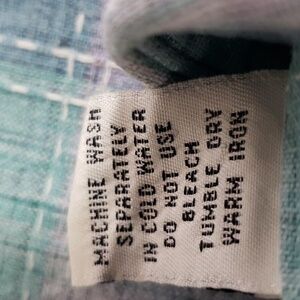 MACHINE WASH
SEPARATELY
IN COLD WATER
DO NOT USE
BLEACH
TUMBLE DRY
WARM IRON